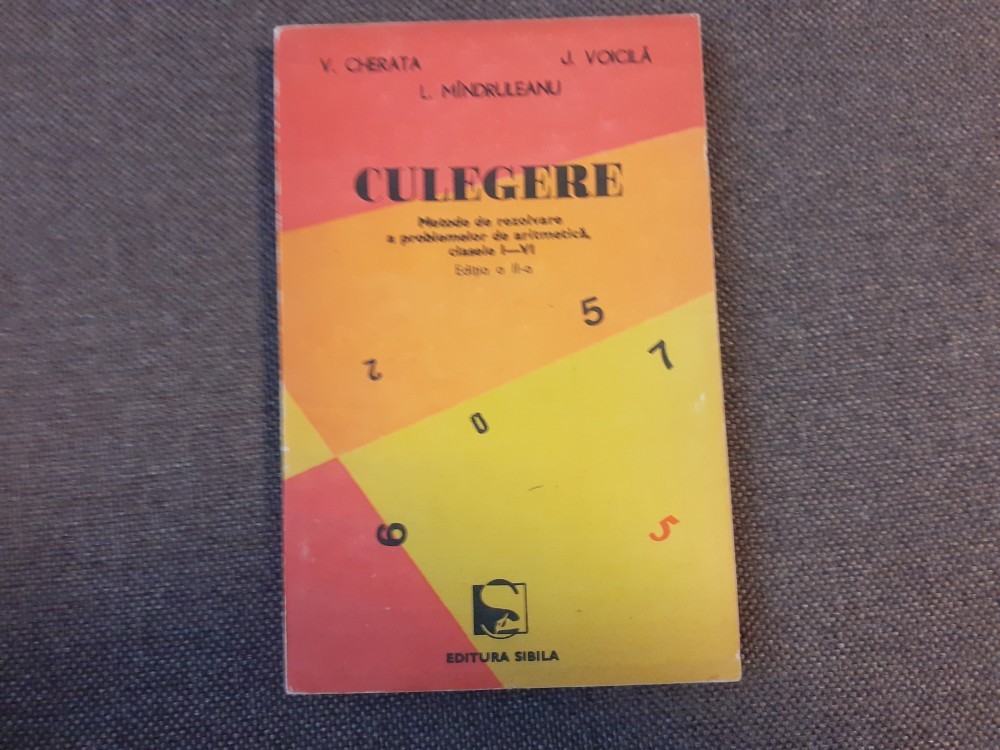 V. CHERATA J. VOICILĂ
L. MÎNDRULEANU
CULEGERE
Metode de rezolvare
a problemelor de aritmetică,
clasele I—VI
Ediția a II-a
5
7
2
0
6
5
EDITURA SIBILA